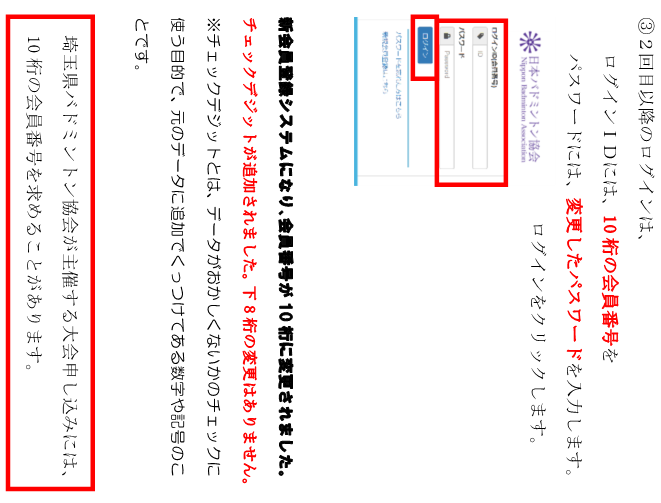 ③2回目以降のログインは、
ログインIDには、10桁の会員番号を
パスワードには、変更したパスワードを入力します。
日本バドミントン協会
Nippon Badminton Association
ログインID(会員番号)
ID
パスワード
Password
ログイン
パスワードを忘れた方はこちら
ログインをクリックします。
新会員登録システムになり、会員番号が10桁に変更されました。
チェックデジットが追加されました。下8桁の変更はありません。
※チェックデジットとは、データがおかしくないかのチェックに
使う目的で、元のデータに追加でくっつけてある数字や記号のこ
とです。
埼玉県バドミントン協会が主催する大会申し込みには、
10桁の会員番号を求めることがあります。